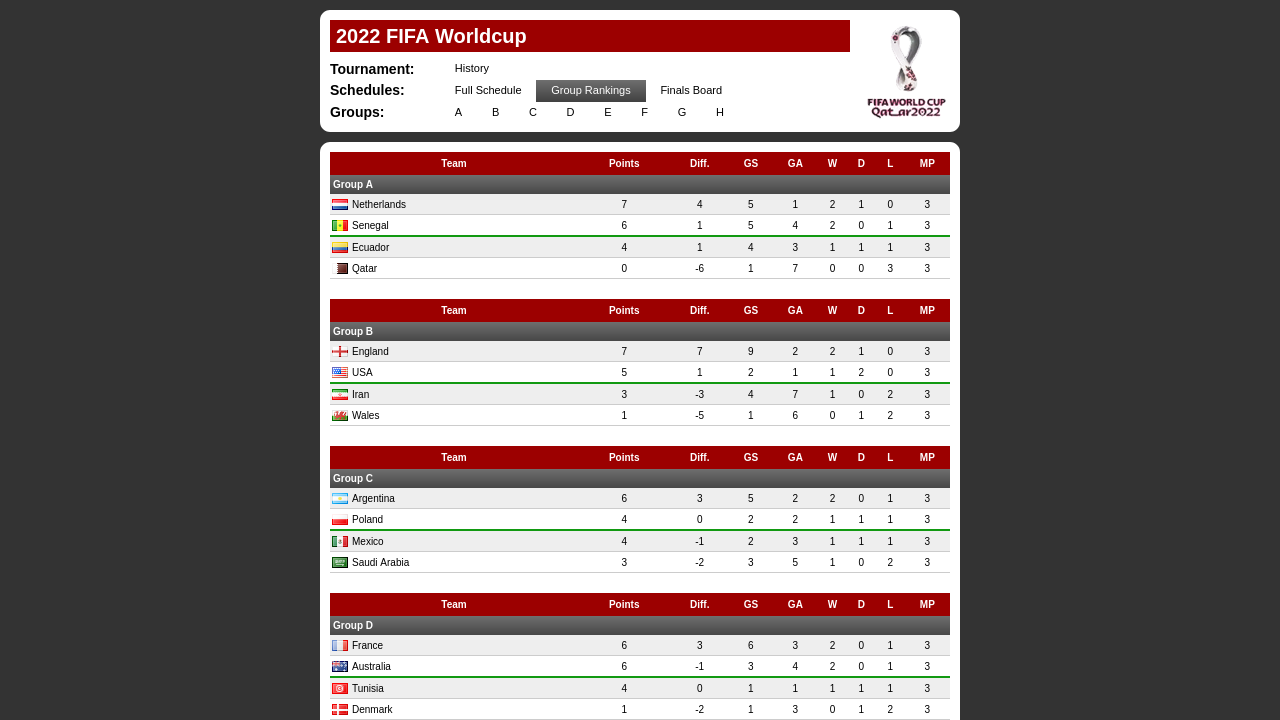 2022 FIFA Worldcup
Tournament: History
Schedules: Full Schedule Group Rankings Finals Board
Groups: A B C D E F G H
FIFA WORLD CUP
Qatar2022
Team Points Diff. GS GA W D L MP
Group A
Netherlands 7 4 5 1 2 1 0 3
Senegal 6 1 5 4 2 0 1 3
Ecuador 4 1 4 3 1 1 1 3
Qatar 0 -6 1 7 0 0 3 3
Team Points Diff. GS GA W D L MP
Group B
England 7 7 9 2 2 1 0 3
USA 5 1 2 1 1 2 0 3
Iran 3 -3 4 7 1 0 2 3
Wales 1 -5 1 6 0 1 2 3
Team Points Diff. GS GA W D L MP
Group C
Argentina 6 3 5 2 2 0 1 3
Poland 4 0 2 2 1 1 1 3
Mexico 4 -1 2 3 1 1 1 3
Saudi Arabia 3 -2 3 5 1 0 2 3
Team Points Diff. GS GA W D L MP
Group D
France 6 3 6 3 2 0 1 3
Australia 6 -1 3 4 2 0 1 3
Tunisia 4 0 1 1 1 1 1 3
Denmark 1 -2 1 3 0 1 2 3